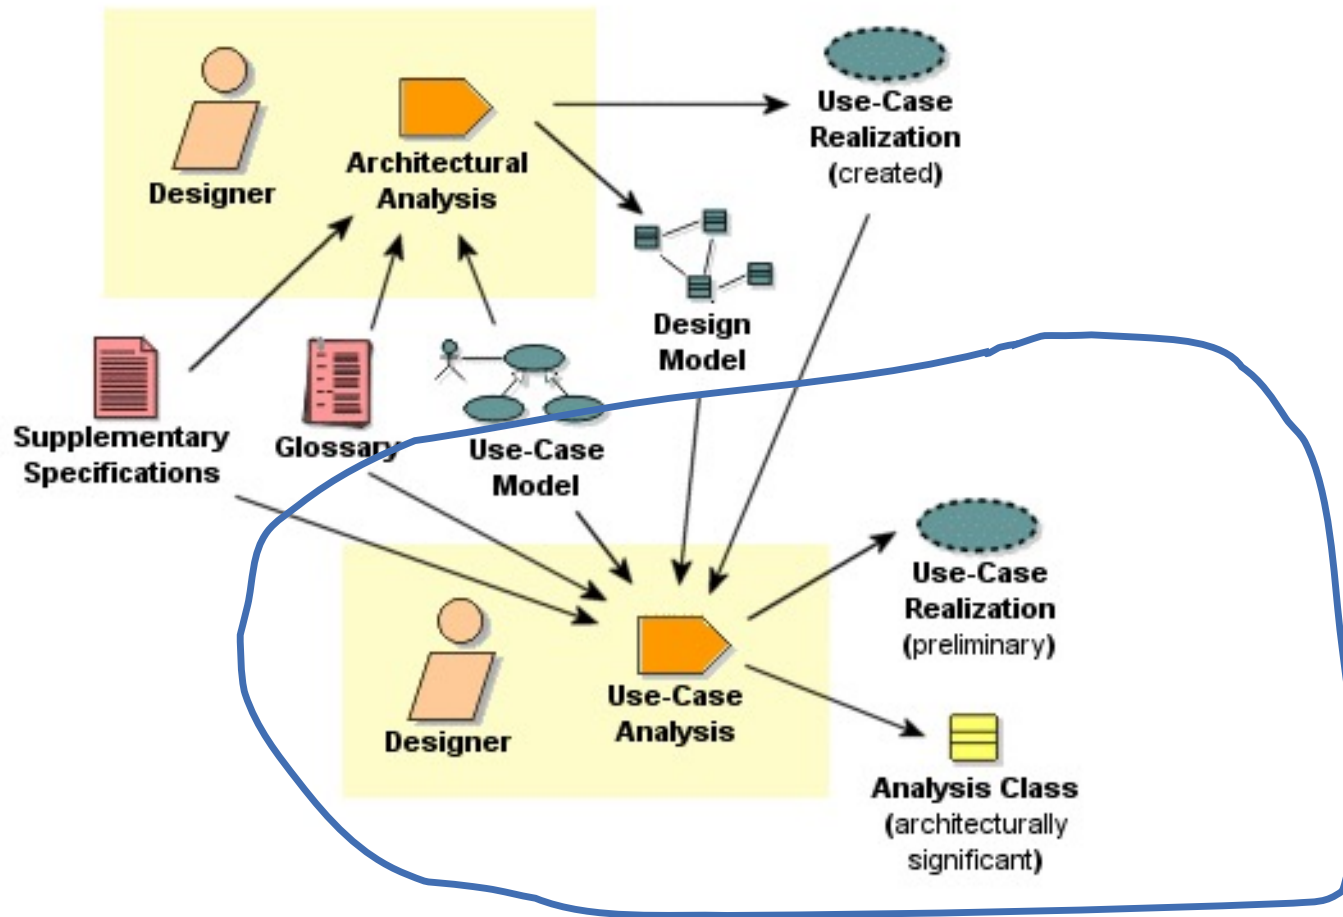 Use-Case
Realization
(created)
Architectural
Analysis
Designer
Design
Model
Supplementary
Specifications
Glossary
Use-Case
Model
Use-Case
Realization
(preliminary)
Use-Case
Analysis
Designer
Analysis Class
(architecturally
significant)